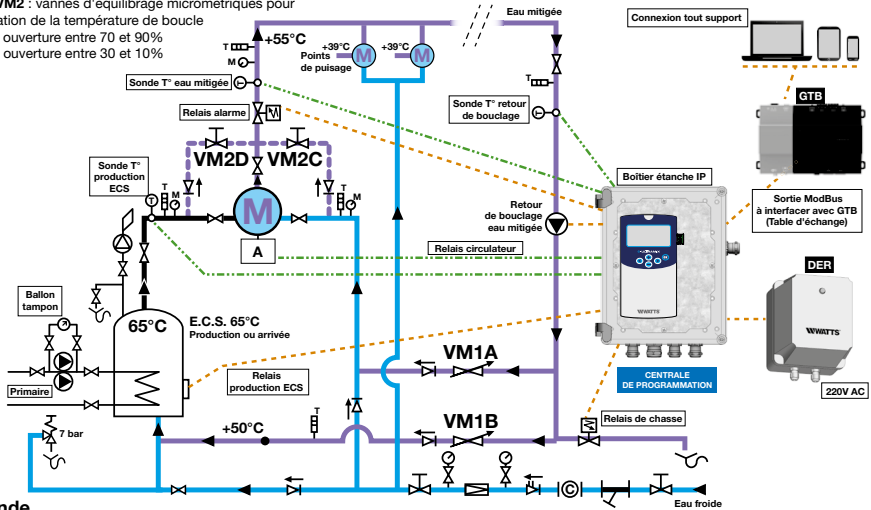 VM2 : vannes d'équilibrage micrométriques pour
ation de la température de boucle
ouverture entre 70 et 90%
ouverture entre 30 et 10%
Eau mitigée
Connexion tout support
T
+55°C
M
+39°C
+39°C
M
M
Points
de puisage
T
Sonde T° eau mitigée
T
Sonde T° retour
de bouclage
T
GTB
Relais alarme
VM2D
VM2C
Sonde T°
production
ECS
T
T
M
M
T
M
A
Boîtier étanche IP
Sortie ModBus
à interfacer avec GTB
(Table d'échange)
Retour
de bouclage
eau mitigée
Relais circulateur
DER
Ballon
tampon
65°C
E.C.S. 65°C
Production ou arrivée
WATTS
WATTS
VM1A
Relais
production ECS
Primaire
CENTRALE
DE PROGRAMMATION
220V AC
7 bar
+50°C
T
VM1B
Relais de chasse
C
Eau froide
nde